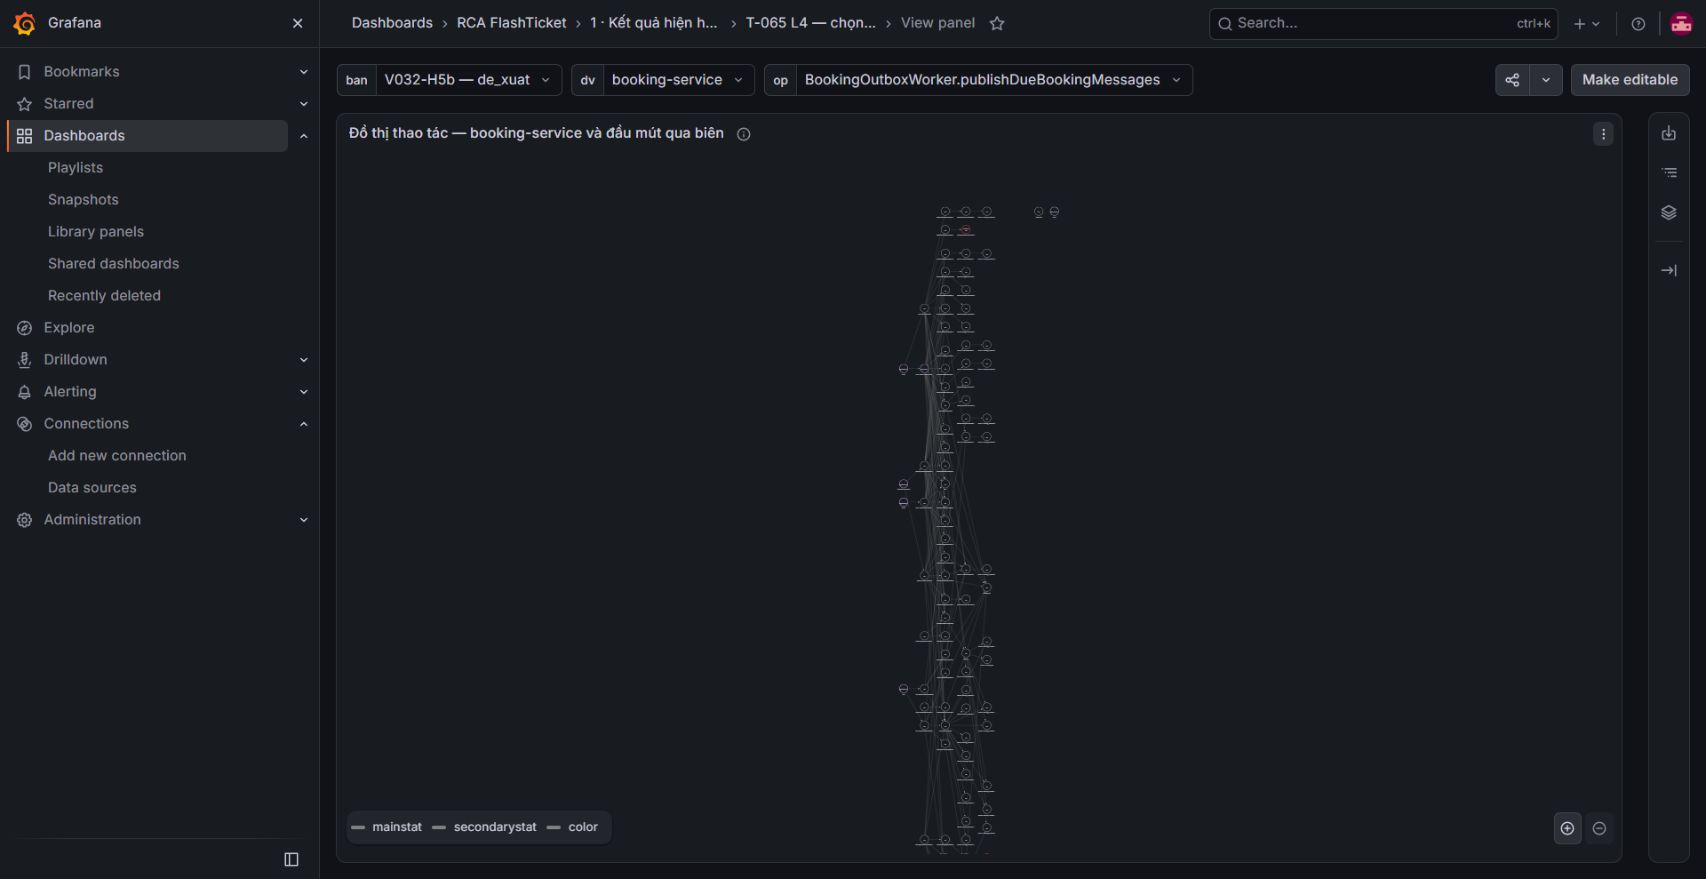 Grafana
Dashboards › RCA FlashTicket › 1 · Kết quả hiện h... › T-065 L4 — chọn... › View panel
Search...
ctrl+k
Bookmarks
Starred
Dashboards
Playlists
Snapshots
Library panels
Shared dashboards
Recently deleted
Explore
Drilldown
Alerting
Connections
Add new connection
Data sources
Administration
ban V032-H5b — de_xuat
dv booking-service
op BookingOutboxWorker.publishDueBookingMessages
Make editable
Đồ thị thao tác — booking-service và đầu mút qua biên
mainstat secondarystat color